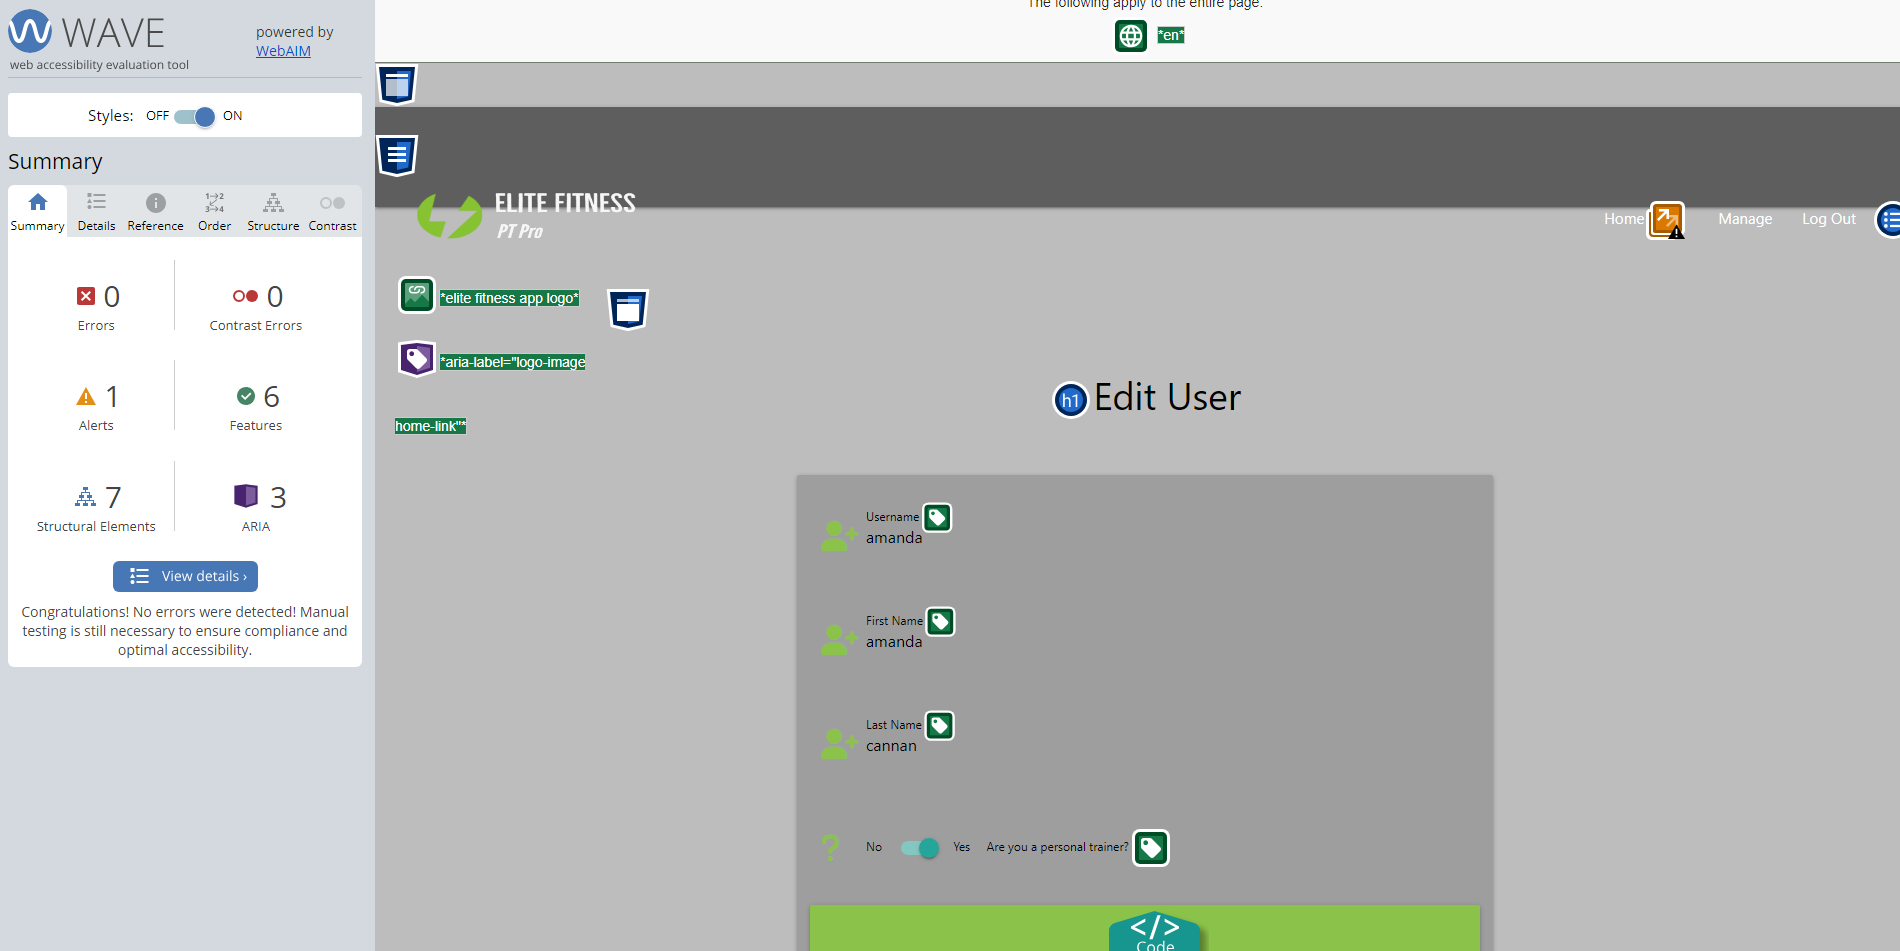 WAVE
powered by
WebAIM
web accessibility evaluation tool
Styles: OFF ON
Summary
Summary Details Reference Order Structure Contrast
0 Errors
0 Contrast Errors
1 Alerts
6 Features
7 Structural Elements
3 ARIA
View details ›
Congratulations! No errors were detected! Manual
testing is still necessary to ensure compliance and
optimal accessibility.
The following apply to the entire page:
*en*
ELITE FITNESS
PT Pro
Home Manage Log Out
*elite fitness app logo*
*aria-label="logo-image
home-link"*
h1 Edit User
Username
amanda
First Name
amanda
Last Name
cannan
? No Yes Are you a personal trainer?
</>
Code